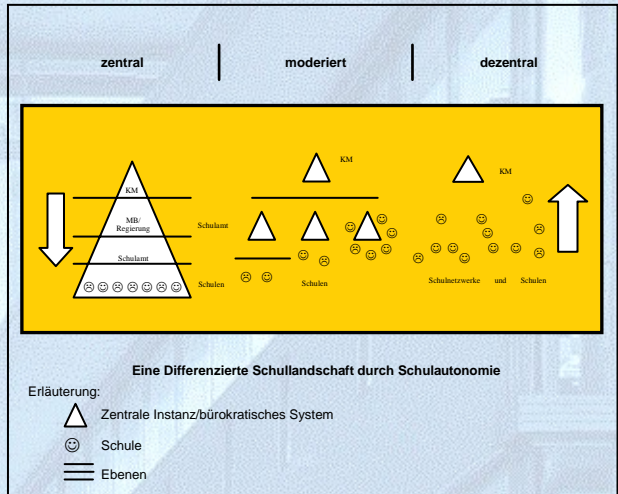 zentral moderiert dezentral
KM KM KM
MB/
Regierung
Schulamt
Schulamt
Schulen Schulen Schulnetzwerke und Schulen
Eine Differenzierte Schullandschaft durch Schulautonomie
Erläuterung:
Zentrale Instanz/bürokratisches System
Schule
Ebenen